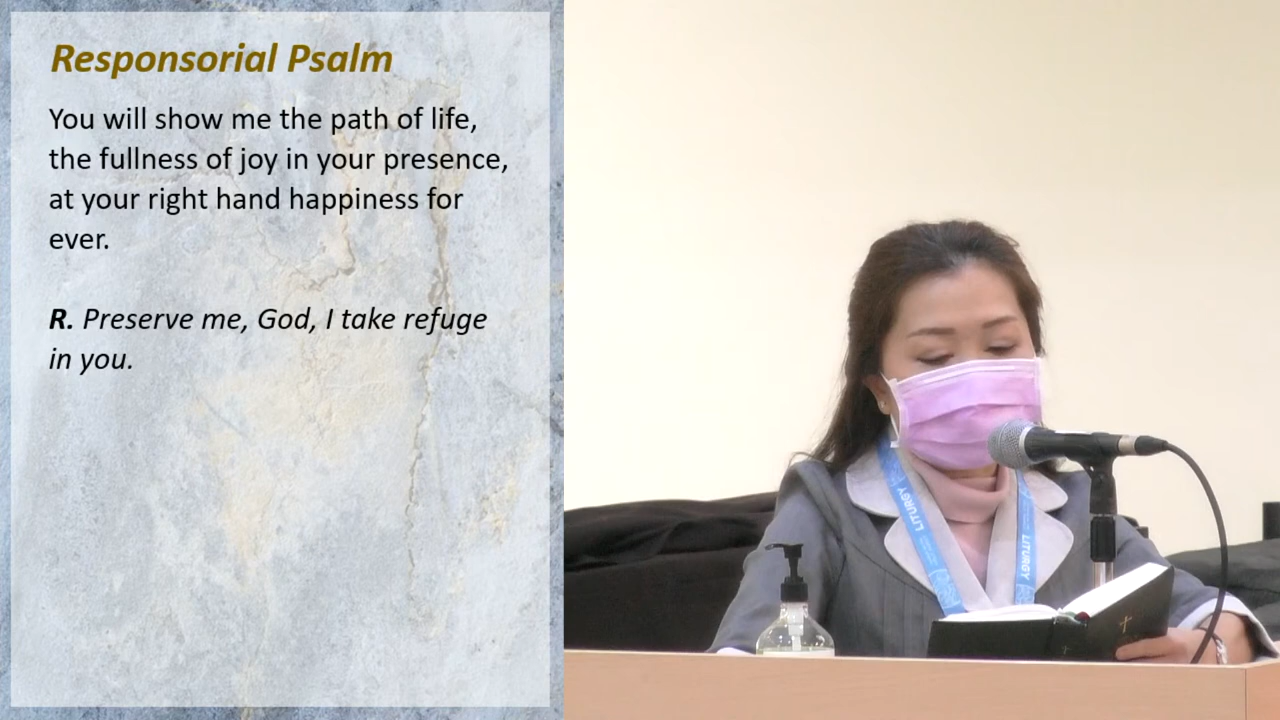 Responsorial Psalm
You will show me the path of life,
the fullness of joy in your presence,
at your right hand happiness for
ever.
R. Preserve me, God, I take refuge
in you.
LITURGY
LITURGY